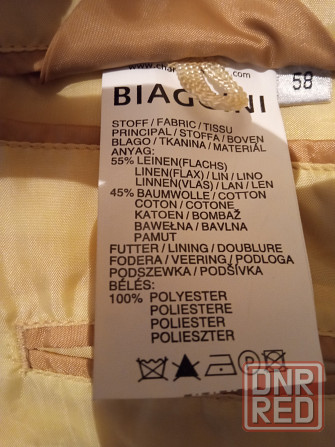 58
BIAGGINI
STOFF / FABRIC / TISSU
PRINCIPAL / STOFFA / BOVEN
BLAGO / TKANINA / MATERIÁL
ANYAG:
55% LEINEN(FLACHS)
LINEN(FLAX) / LIN / LINO
LINNEN(VLAS) / LAN / LEN
45% BAUMWOLLE / COTTON
COTON / COTONE
KATOEN / BOMBAŽ
BAWEŁNA / BAVLNA
PAMUT
FUTTER / LINING / DOUBLURE
FODERA / VEERING / PODLOGA
PODSZEWKA / PODŠÍVKA
BÉLÉS:
100% POLYESTER
POLIESTERE
POLIESTER
POLIESZTER
DNR
RED